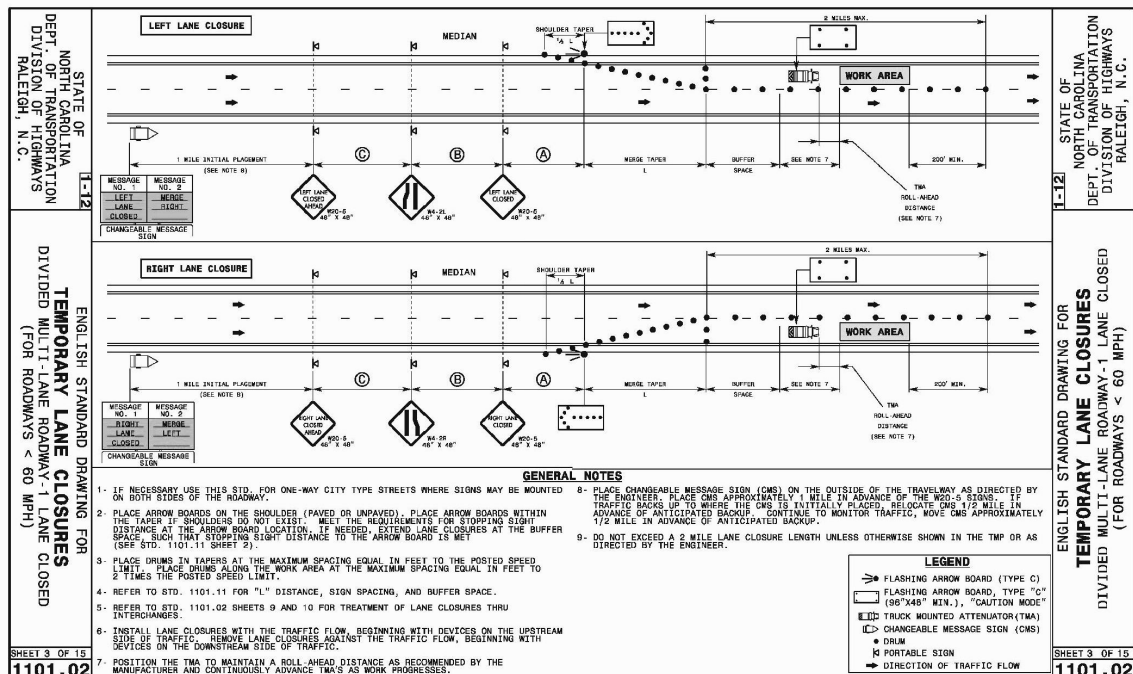 STATE OF
NORTH CAROLINA
DEPT. OF TRANSPORTATION
DIVISION OF HIGHWAYS
RALEIGH, N.C.
1-12
ENGLISH STANDARD DRAWING FOR
TEMPORARY LANE CLOSURES
DIVIDED MULTI-LANE ROADWAY-1 LANE CLOSED
(FOR ROADWAYS < 60 MPH)
SHEET 3 OF 15
1101.02
LEFT LANE CLOSURE
MEDIAN
SHOULDER TAPER
½ L
2 MILES MAX.
WORK AREA
1 MILE INITIAL PLACEMENT
(SEE NOTE 8)
C
B
A
MERGE TAPER
L
BUFFER
SPACE
SEE NOTE 7
200' MIN.
TMA
ROLL-AHEAD
DISTANCE
(SEE NOTE 7)
MESSAGE
NO. 1
MESSAGE
NO. 2
LEFT
LANE
CLOSED
MERGE
RIGHT
CHANGEABLE MESSAGE
SIGN
LEFT LANE
CLOSED
AHEAD
W20-5
48" X 48"
W4-2L
48" X 48"
LEFT LANE
CLOSED
W20-5
48" X 48"
RIGHT LANE CLOSURE
MEDIAN
SHOULDER TAPER
½ L
2 MILES MAX.
WORK AREA
1 MILE INITIAL PLACEMENT
(SEE NOTE 8)
C
B
A
MERGE TAPER
L
BUFFER
SPACE
SEE NOTE 7
200' MIN.
TMA
ROLL-AHEAD
DISTANCE
(SEE NOTE 7)
MESSAGE
NO. 1
MESSAGE
NO. 2
RIGHT
LANE
CLOSED
MERGE
LEFT
CHANGEABLE MESSAGE
SIGN
RIGHT LANE
CLOSED
AHEAD
W20-5
48" X 48"
W4-2R
48" X 48"
RIGHT LANE
CLOSED
W20-5
48" X 48"
GENERAL NOTES
1- IF NECESSARY USE THIS STD. FOR ONE-WAY CITY TYPE STREETS WHERE SIGNS MAY BE MOUNTED
ON BOTH SIDES OF THE ROADWAY.
2- PLACE ARROW BOARDS ON THE SHOULDER (PAVED OR UNPAVED). PLACE ARROW BOARDS WITHIN
THE TAPER IF SHOULDERS DO NOT EXIST. MEET THE REQUIREMENTS FOR STOPPING SIGHT
DISTANCE AT THE ARROW BOARD LOCATION. IF NEEDED, EXTEND LANE CLOSURES AT THE BUFFER
SPACE, SUCH THAT STOPPING SIGHT DISTANCE TO THE ARROW BOARD IS MET
(SEE STD. 1101.11 SHEET 2).
3- PLACE DRUMS IN TAPERS AT THE MAXIMUM SPACING EQUAL IN FEET TO THE POSTED SPEED
LIMIT. PLACE DRUMS ALONG THE WORK AREA AT THE MAXIMUM SPACING EQUAL IN FEET TO
2 TIMES THE POSTED SPEED LIMIT.
4- REFER TO STD. 1101.11 FOR "L" DISTANCE, SIGN SPACING, AND BUFFER SPACE.
5- REFER TO STD. 1101.02 SHEETS 9 AND 10 FOR TREATMENT OF LANE CLOSURES THRU
INTERCHANGES.
6- INSTALL LANE CLOSURES WITH THE TRAFFIC FLOW, BEGINNING WITH DEVICES ON THE UPSTREAM
SIDE OF TRAFFIC. REMOVE LANE CLOSURES AGAINST THE TRAFFIC FLOW, BEGINNING WITH
DEVICES ON THE DOWNSTREAM SIDE OF TRAFFIC.
7- POSITION THE TMA TO MAINTAIN A ROLL-AHEAD DISTANCE AS RECOMMENDED BY THE
MANUFACTURER AND CONTINUOUSLY ADVANCE TMA'S AS WORK PROGRESSES.
8- PLACE CHANGEABLE MESSAGE SIGN (CMS) ON THE OUTSIDE OF THE TRAVELWAY AS DIRECTED BY
THE ENGINEER. PLACE CMS APPROXIMATELY 1 MILE IN ADVANCE OF THE W20-5 SIGNS. IF
TRAFFIC BACKS UP TO WHERE THE CMS IS INITIALLY PLACED, RELOCATE CMS 1/2 MILE IN
ADVANCE OF ANTICIPATED BACKUP. CONTINUE TO MONITOR TRAFFIC, MOVE CMS APPROXIMATELY
1/2 MILE IN ADVANCE OF ANTICIPATED BACKUP.
9- DO NOT EXCEED A 2 MILE LANE CLOSURE LENGTH UNLESS OTHERWISE SHOWN IN THE TMP OR AS
DIRECTED BY THE ENGINEER.
LEGEND
FLASHING ARROW BOARD (TYPE C)
FLASHING ARROW BOARD, TYPE "C"
(96"X48" MIN.), "CAUTION MODE"
TRUCK MOUNTED ATTENUATOR(TMA)
CHANGEABLE MESSAGE SIGN (CMS)
DRUM
PORTABLE SIGN
DIRECTION OF TRAFFIC FLOW
STATE OF
NORTH CAROLINA
DEPT. OF TRANSPORTATION
DIVISION OF HIGHWAYS
RALEIGH, N.C.
1-12
ENGLISH STANDARD DRAWING FOR
TEMPORARY LANE CLOSURES
DIVIDED MULTI-LANE ROADWAY-1 LANE CLOSED
(FOR ROADWAYS < 60 MPH)
SHEET 3 OF 15
1101.02